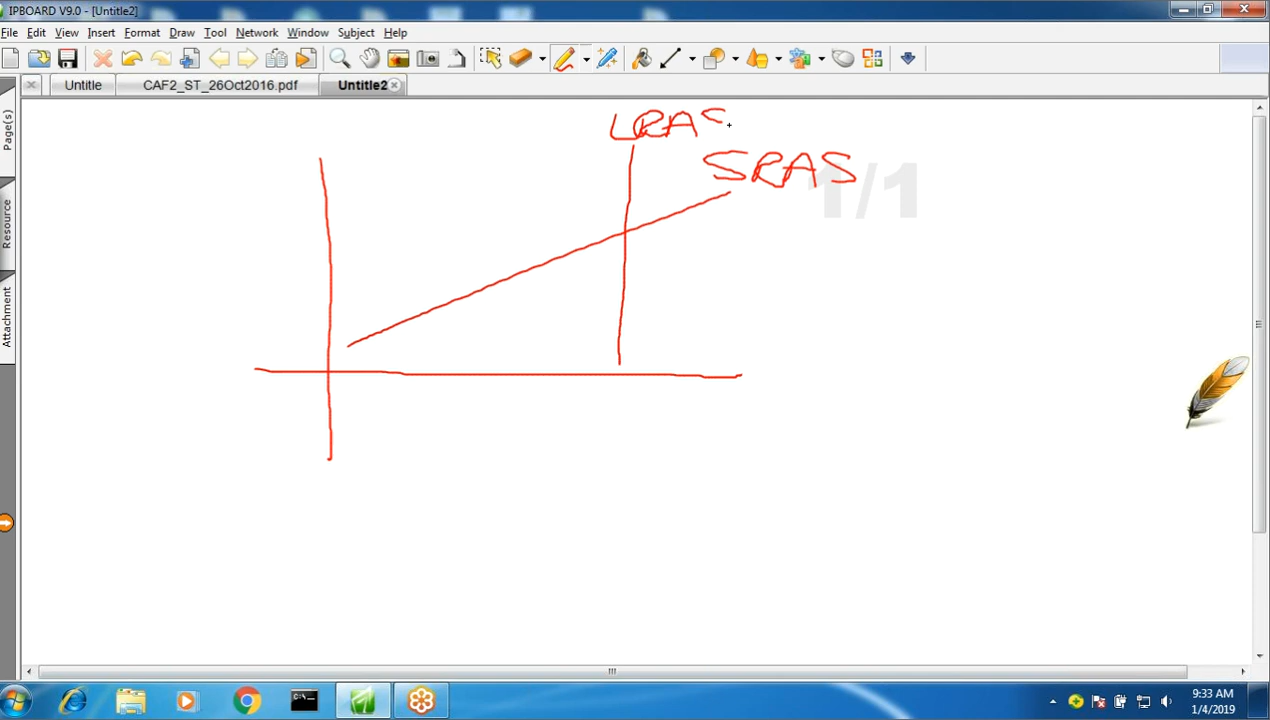 IPBOARD V9.0 - [Untitle2]
File Edit View Insert Format Draw Tool Network Window Subject Help
Untitle CAF2_ST_26Oct2016.pdf Untitle2
Page(s)
Resource
Attachment
LRAS
SRAS
1/1
9:33 AM
1/4/2019